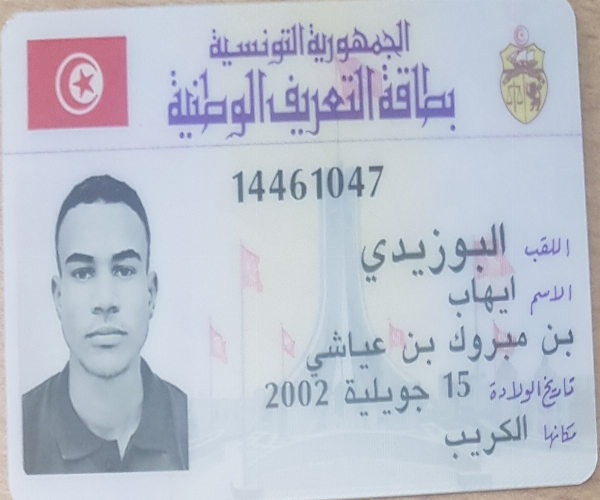 الجمهورية التونسية
بطاقة التعريف الوطنية
14461047
اللقب البوزيدي
الاسم ايهاب
بن مبروك بن عياشي
تاريخ الولادة 15 جويلية 2002
مكانها الكريب